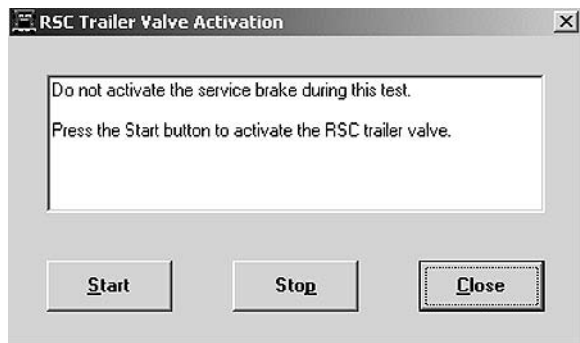 RSC Trailer Valve Activation
Do not activate the service brake during this test.
Press the Start button to activate the RSC trailer valve.
Start Stop Close